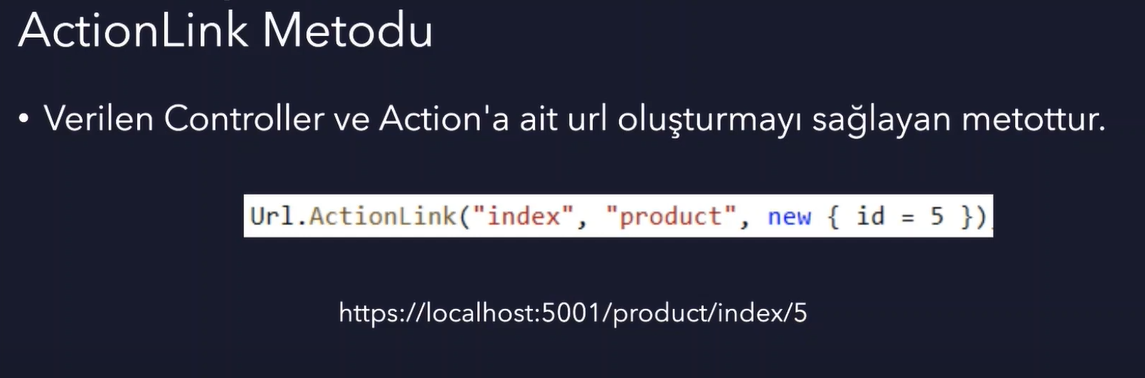 ActionLink Metodu
• Verilen Controller ve Action'a ait url oluşturmayı sağlayan metottur.
Url.ActionLink("index", "product", new { id = 5 })
https://localhost:5001/product/index/5